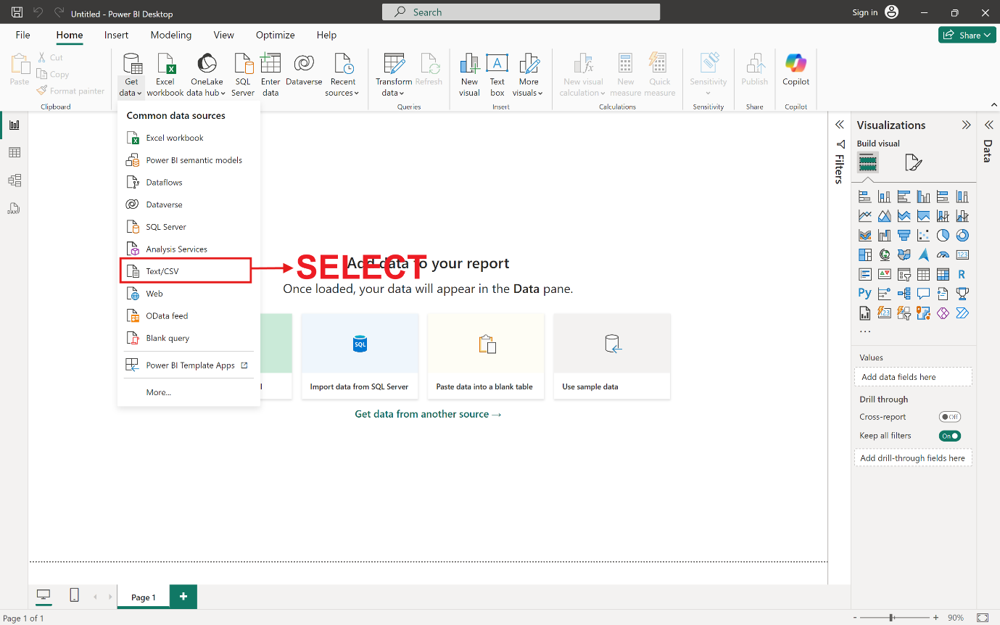 Untitled - Power BI Desktop
Search
Sign in
File Home Insert Modeling View Optimize Help
Share
Paste
Cut
Copy
Format painter
Clipboard
Get data
Excel workbook
OneLake data hub
SQL Server
Enter data
Dataverse
Recent sources
Transform data
Refresh
Queries
New visual
Text box
More visuals
Insert
New visual calculation
New measure
Quick measure
Calculations
Sensitivity
Sensitivity
Publish
Share
Copilot
Copilot
Common data sources
Excel workbook
Power BI semantic models
Dataflows
Dataverse
SQL Server
Analysis Services
Text/CSV
Web
OData feed
Blank query
Power BI Template Apps
More...
SELECT
Add data to your report
Once loaded, your data will appear in the Data pane.
SQL
Import data from SQL Server
Paste data into a blank table
Use sample data
Get data from another source →
Filters
Visualizations
Build visual
123
R
Py
123
...
Values
Add data fields here
Drill through
Cross-report
Off
Keep all filters
On
Add drill-through fields here
Data
DAX
Page 1
+
Page 1 of 1
- + 90%